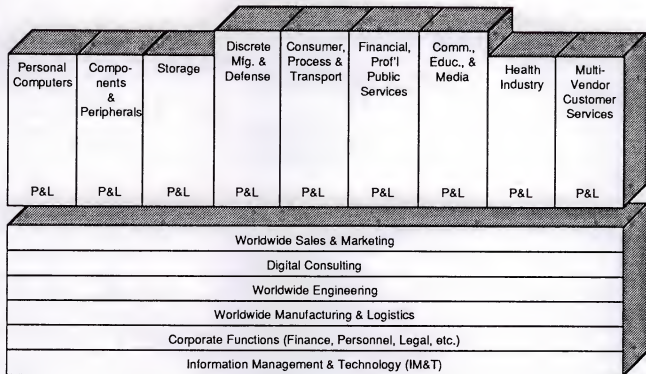 Personal
Computers
P&L
Compo-
nents
&
Peripherals
P&L
Storage
P&L
Discrete
Mfg. &
Defense
P&L
Consumer,
Process &
Transport
P&L
Financial,
Prof'l
Public
Services
P&L
Comm.,
Educ., &
Media
P&L
Health
Industry
P&L
Multi-
Vendor
Customer
Services
P&L
Worldwide Sales & Marketing
Digital Consulting
Worldwide Engineering
Worldwide Manufacturing & Logistics
Corporate Functions (Finance, Personnel, Legal, etc.)
Information Management & Technology (IM&T)